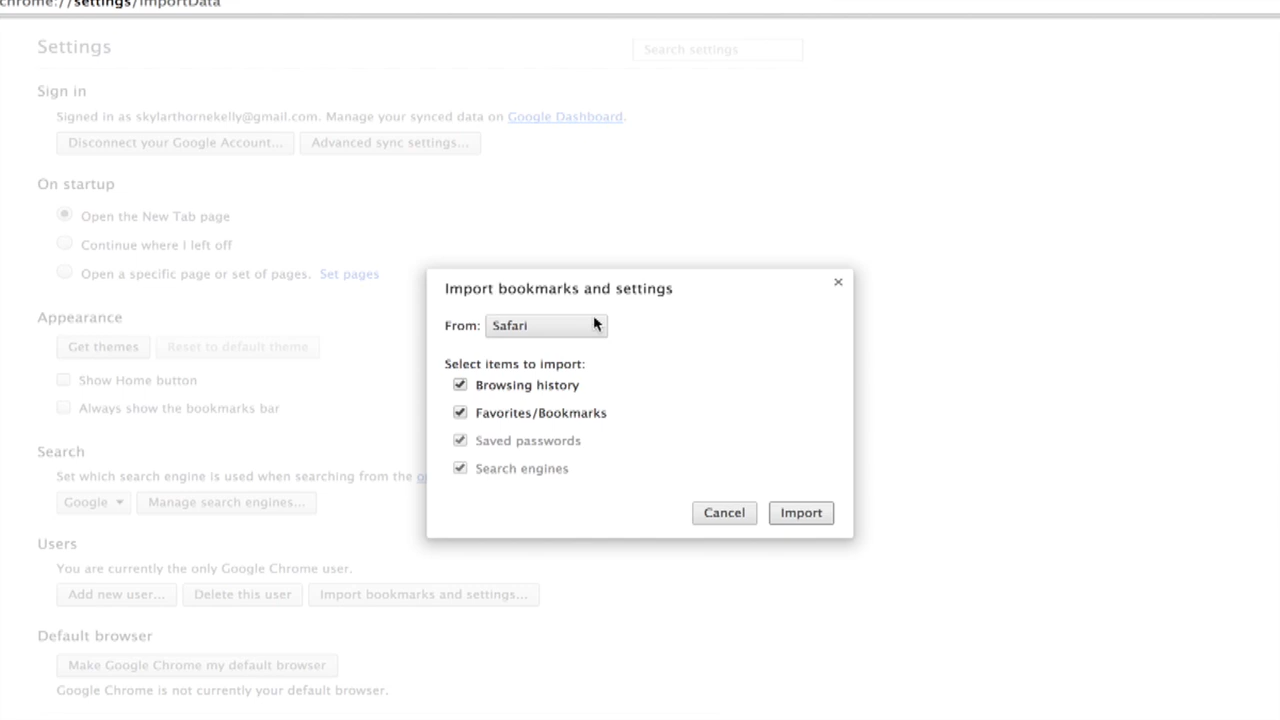 chrome://settings/importData
Settings
Search settings
Sign in
Signed in as skylarthornekelly@gmail.com. Manage your synced data on Google Dashboard.
Disconnect your Google Account... Advanced sync settings...
On startup
Open the New Tab page
Continue where I left off
Open a specific page or set of pages. Set pages
Appearance
Get themes Reset to default theme
Show Home button
Always show the bookmarks bar
Search
Set which search engine is used when searching from the
Google Manage search engines...
Users
You are currently the only Google Chrome user.
Add new user... Delete this user Import bookmarks and settings...
Default browser
Make Google Chrome my default browser
Google Chrome is not currently your default browser.
Import bookmarks and settings
×
From: Safari
Select items to import:
Browsing history
Favorites/Bookmarks
Saved passwords
Search engines
Cancel Import